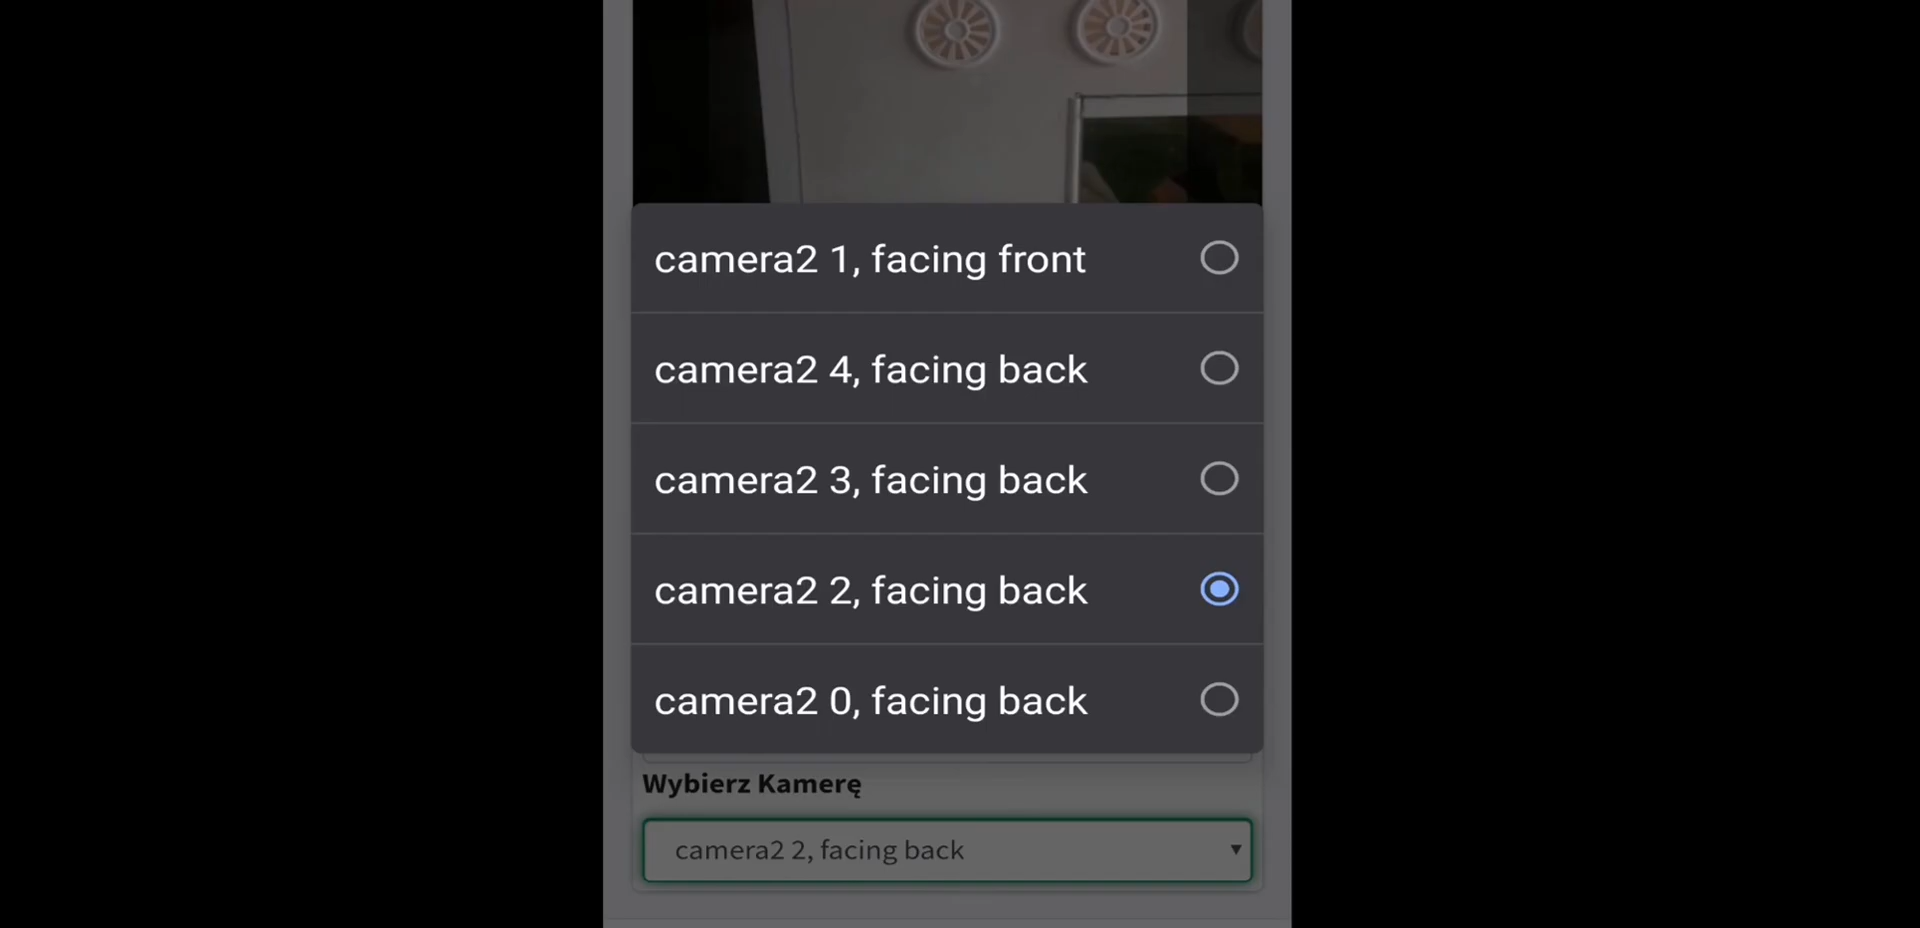 camera2 1, facing front
camera2 4, facing back
camera2 3, facing back
camera2 2, facing back
camera2 0, facing back
Wybierz Kamerę
camera2 2, facing back